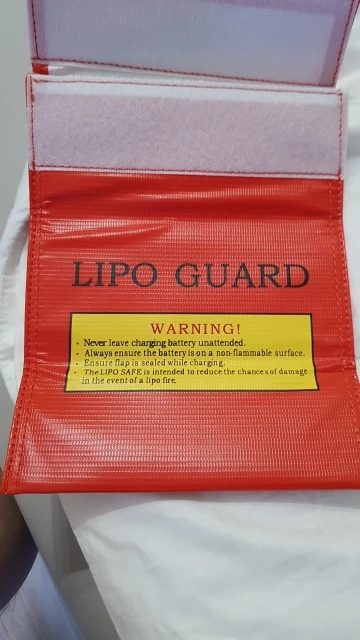 LIPO GUARD
WARNING!
• Never leave charging battery unattended.
• Always ensure the battery is on a non-flammable surface.
• Ensure flap is sealed while charging.
• The LIPO SAFE is intended to reduce the chances of damage
in the event of a lipo fire.